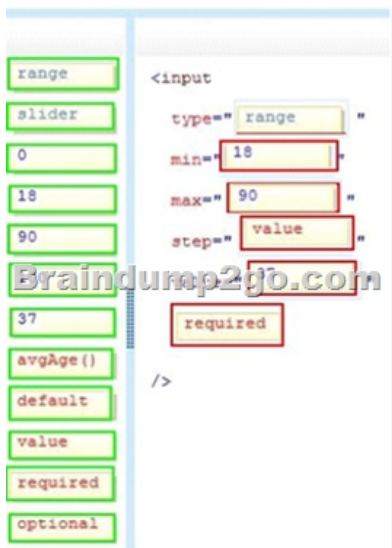 range
slider
0
18
90
37
avgAge()
default
value
required
optional
<input
type=" range "
min=" 18 "
max=" 90 "
step=" value "
Braindump2go.com
37
required
/>